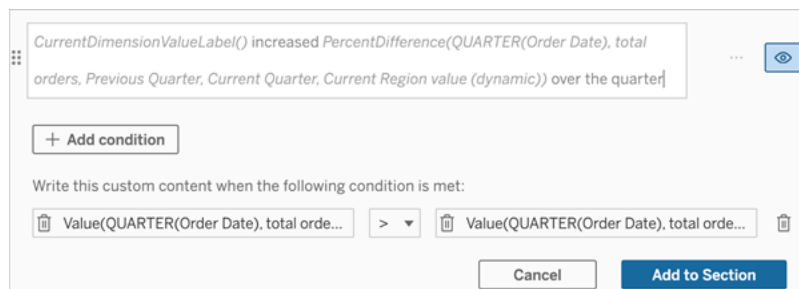 CurrentDimensionValueLabel() increased PercentDifference(QUARTER(Order Date), total
orders, Previous Quarter, Current Quarter, Current Region value (dynamic)) over the quarter
+ Add condition
Write this custom content when the following condition is met:
Value(QUARTER(Order Date), total orde... > Value(QUARTER(Order Date), total orde...
Cancel Add to Section